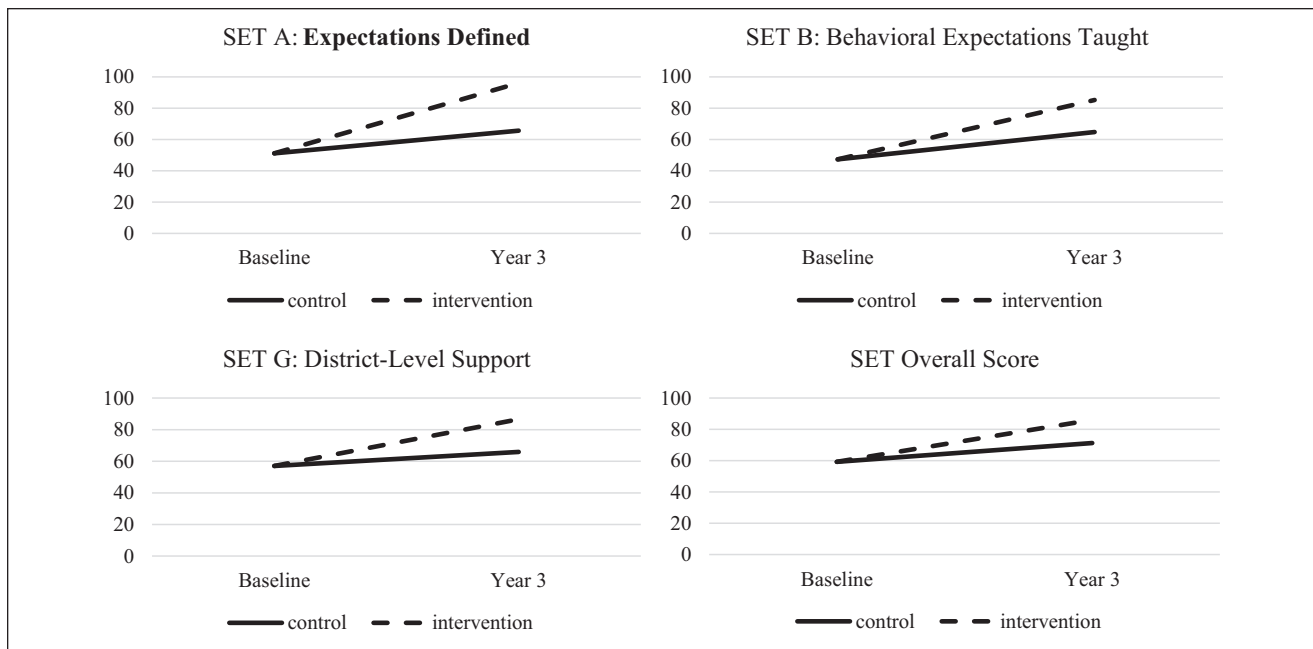 SET A: Expectations Defined
100
80
60
40
20
0
Baseline Year 3
control intervention
SET B: Behavioral Expectations Taught
100
80
60
40
20
0
Baseline Year 3
control intervention
SET G: District-Level Support
100
80
60
40
20
0
Baseline Year 3
control intervention
SET Overall Score
100
80
60
40
20
0
Baseline Year 3
control intervention